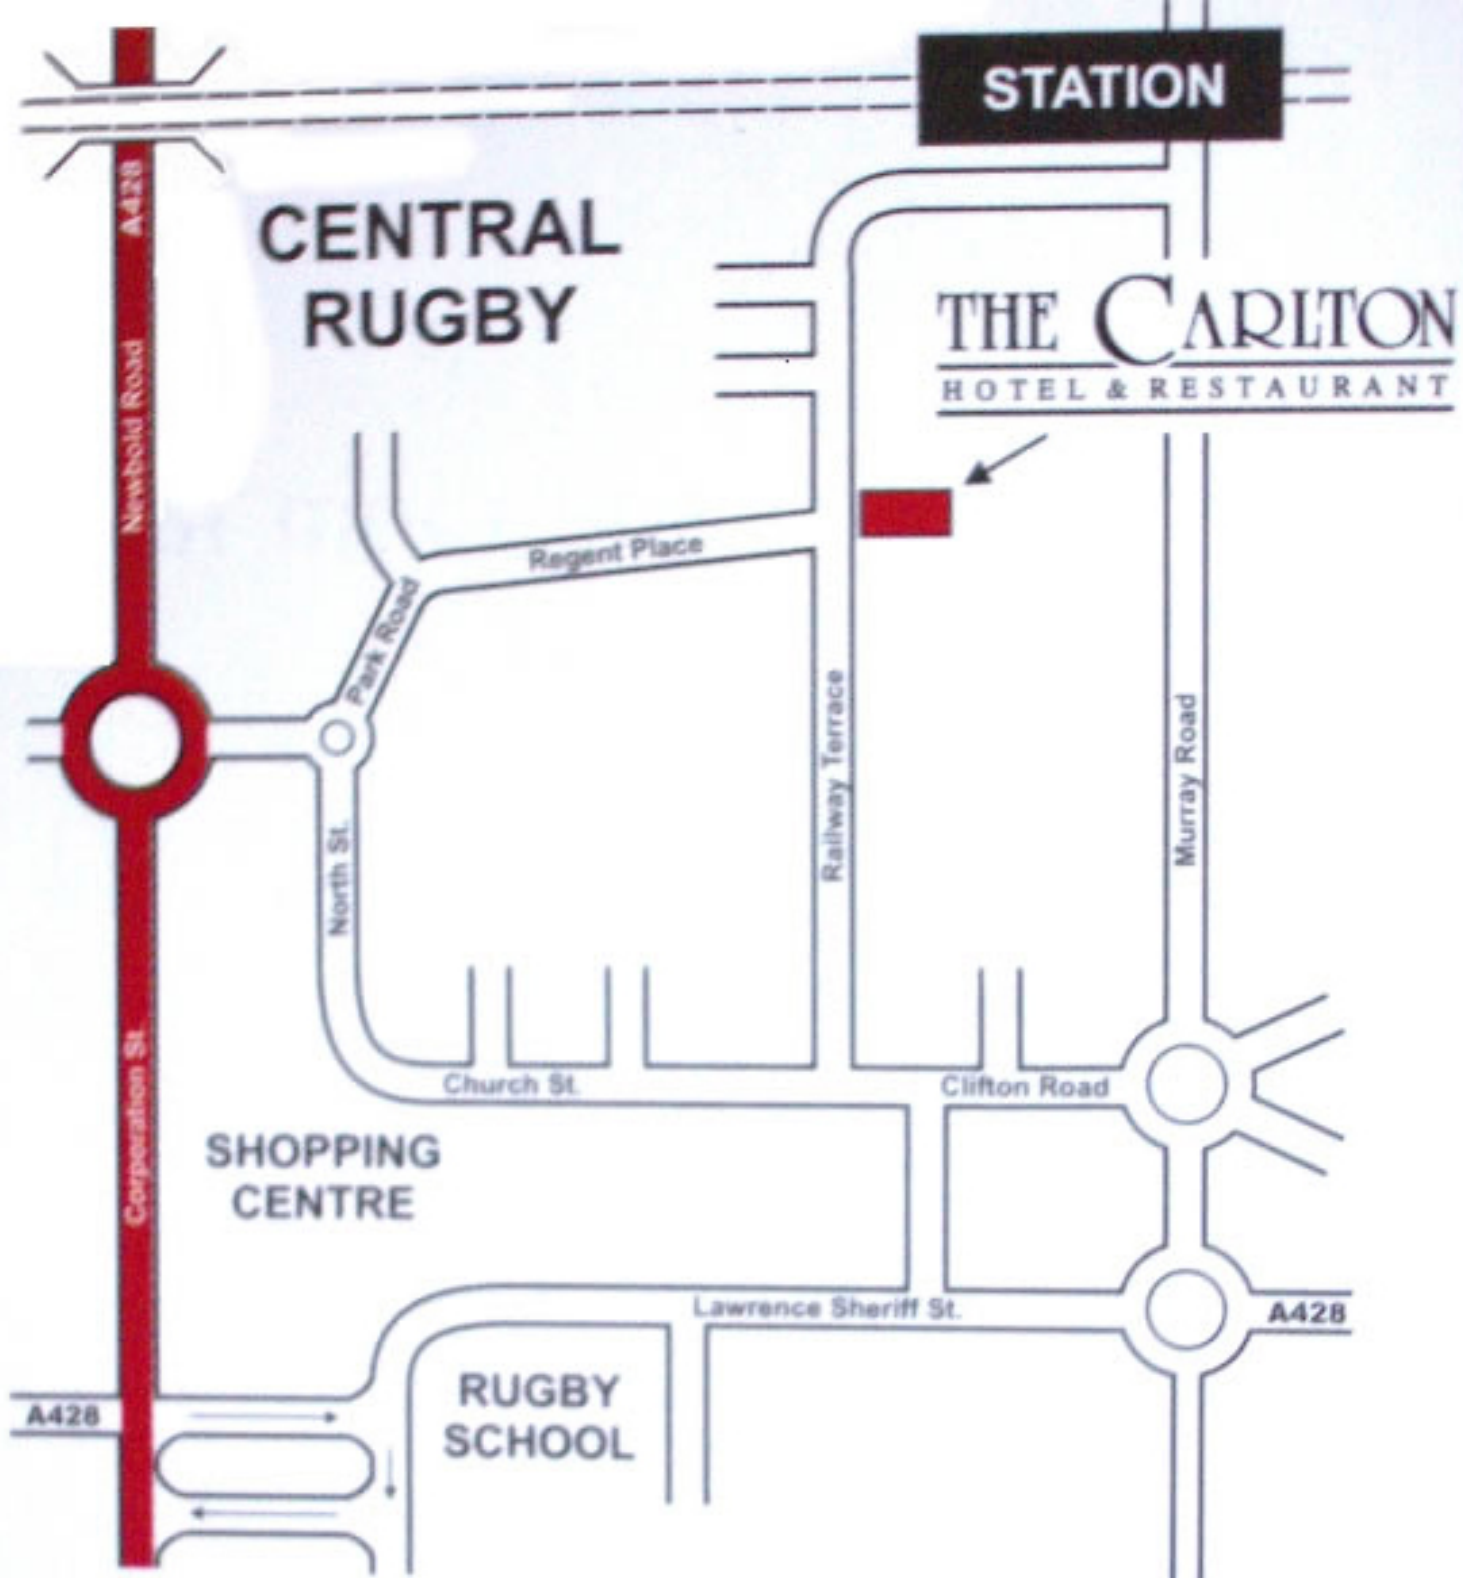 STATION
A428
CENTRAL
RUGBY
THE CARLTON
HOTEL & RESTAURANT
Newbold Road
Regent Place
Park Road
Railway Terrace
Murray Road
North St.
Church St.
Clifton Road
Corporation St.
SHOPPING
CENTRE
Lawrence Sheriff St.
A428
RUGBY
SCHOOL
A428